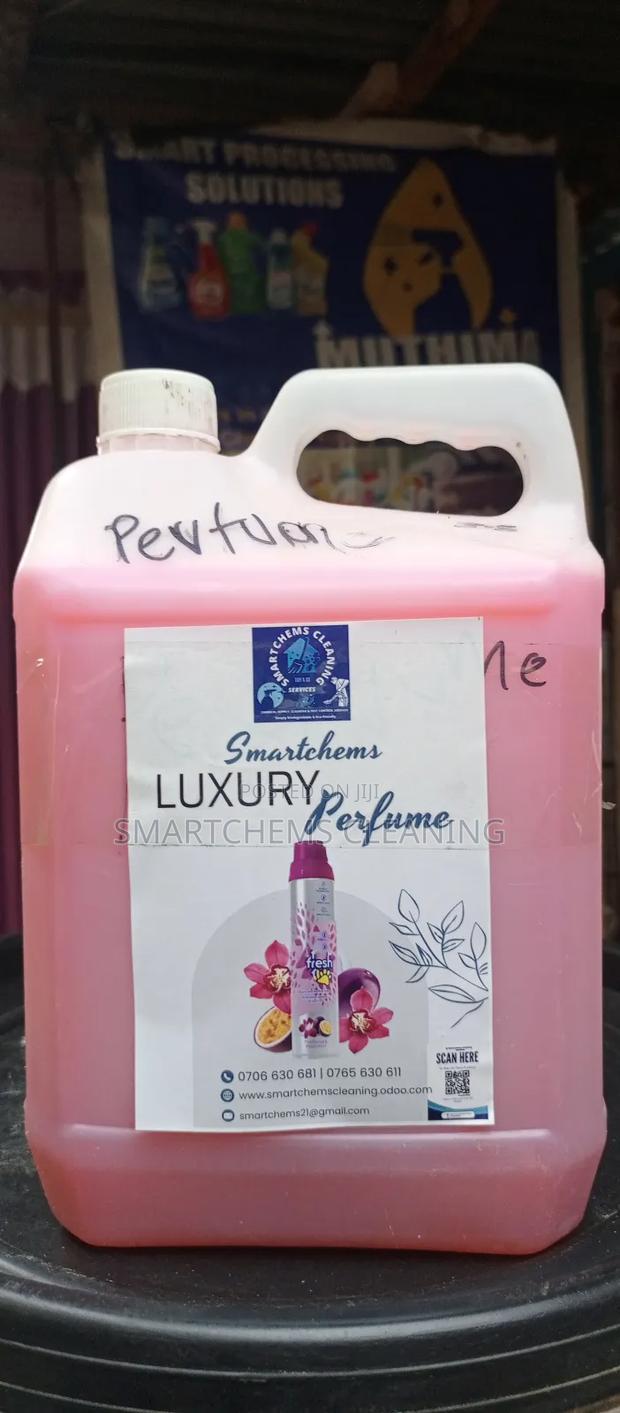 SMART PROCESSING
SOLUTIONS
MUTHIMA
Perfume
me
SMARTCHEMS CLEANING
SERVICES
Smartchems
LUXURY
Perfume
POSTED ON JIJI
SMARTCHEMS CLEANING
fresh
SCAN HERE
0706 630 681 | 0765 630 611
www.smartchemscleaning.odoo.com
smartchems21@gmail.com